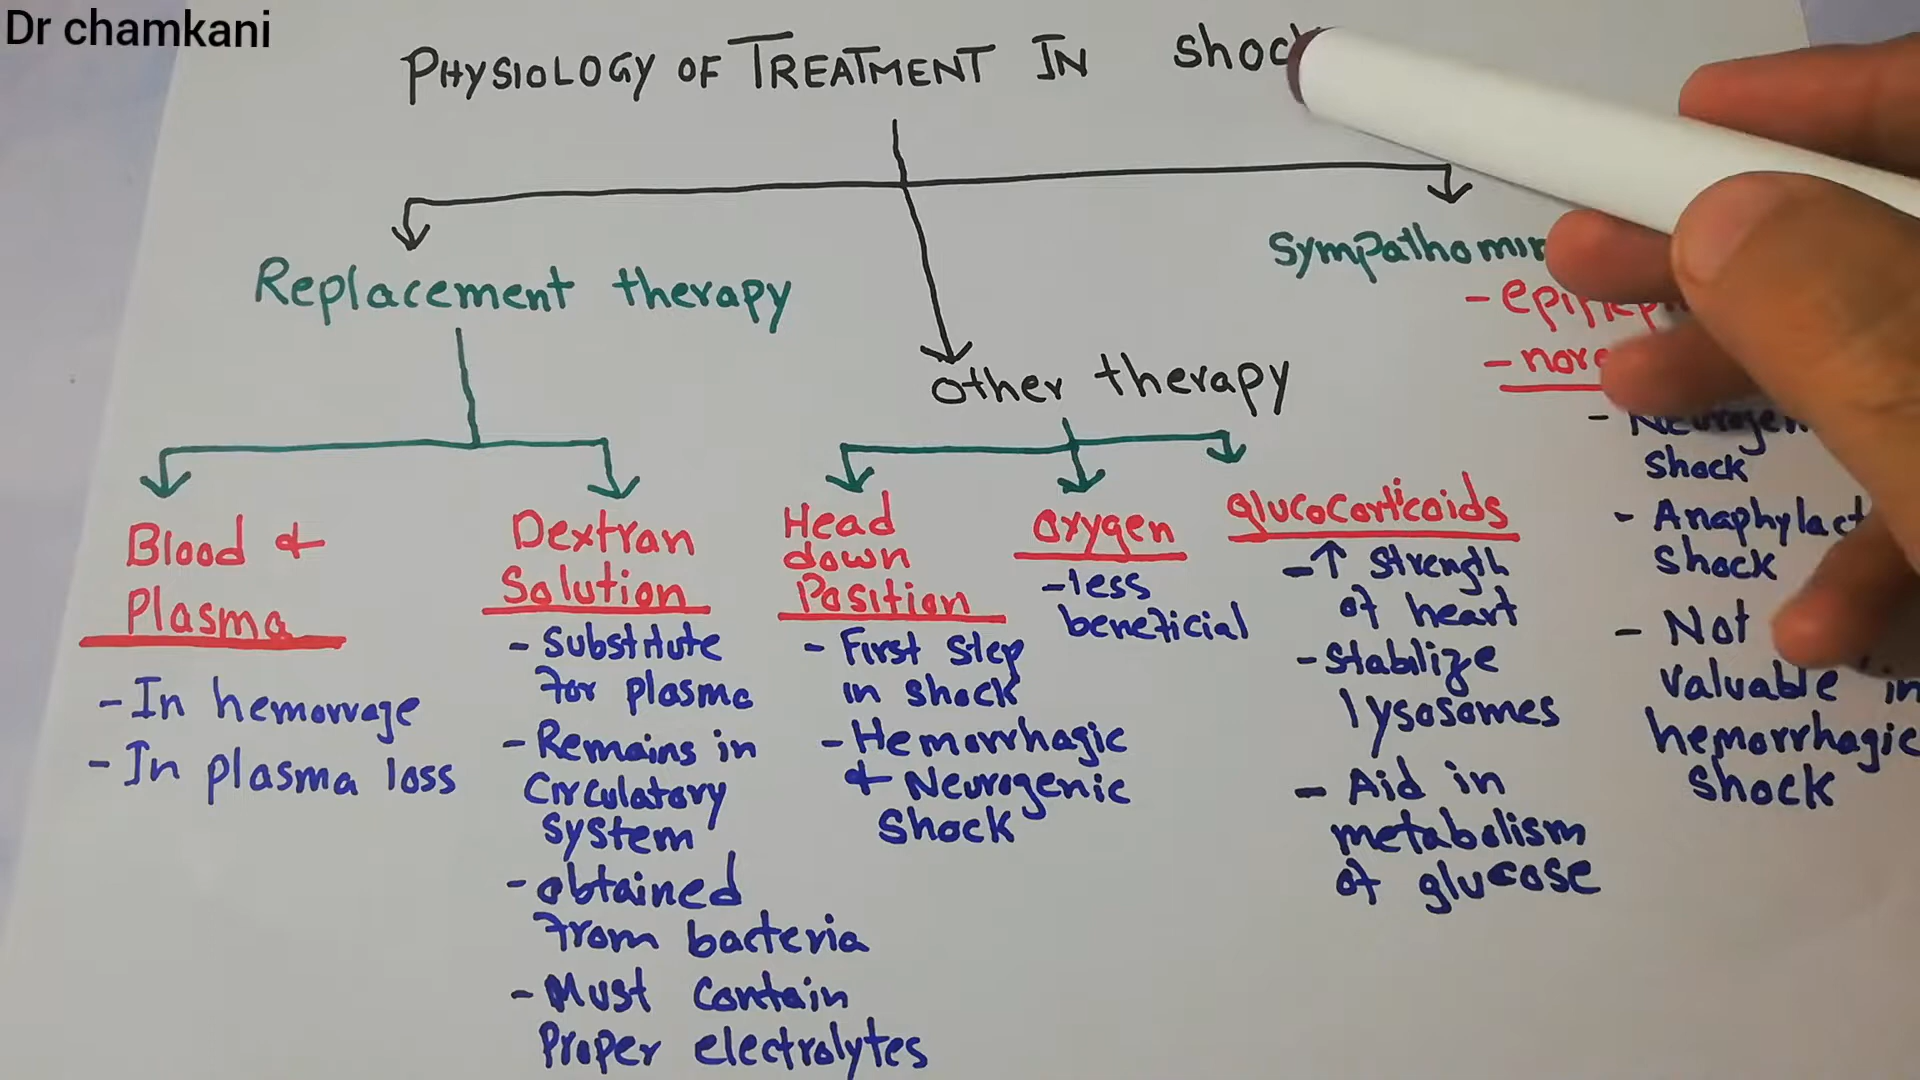 Dr chamkani
PHYSIOLOGY OF TREATMENT IN
Replacement therapy
Other therapy
Blood &
Plasma
- In hemorrage
- In plasma loss
Dextran
Solution
- Substitute
for plasma
- Remains in
Circulatory
System
- obtained
from bacteria
- Must contain
Proper electrolytes
Head
down
Position
- First step
in shock
- Hemorrhagic
& Neurogenic
Shock
Oxygen
- less
beneficial
glucocorticoids
- ↑ strength
of heart
- stabilize
lysosomes
- Aid in
metabolism
of glucose
Shock
- Anaphylact
Shock
- Not
valuable in
hemorrhagic
Shock